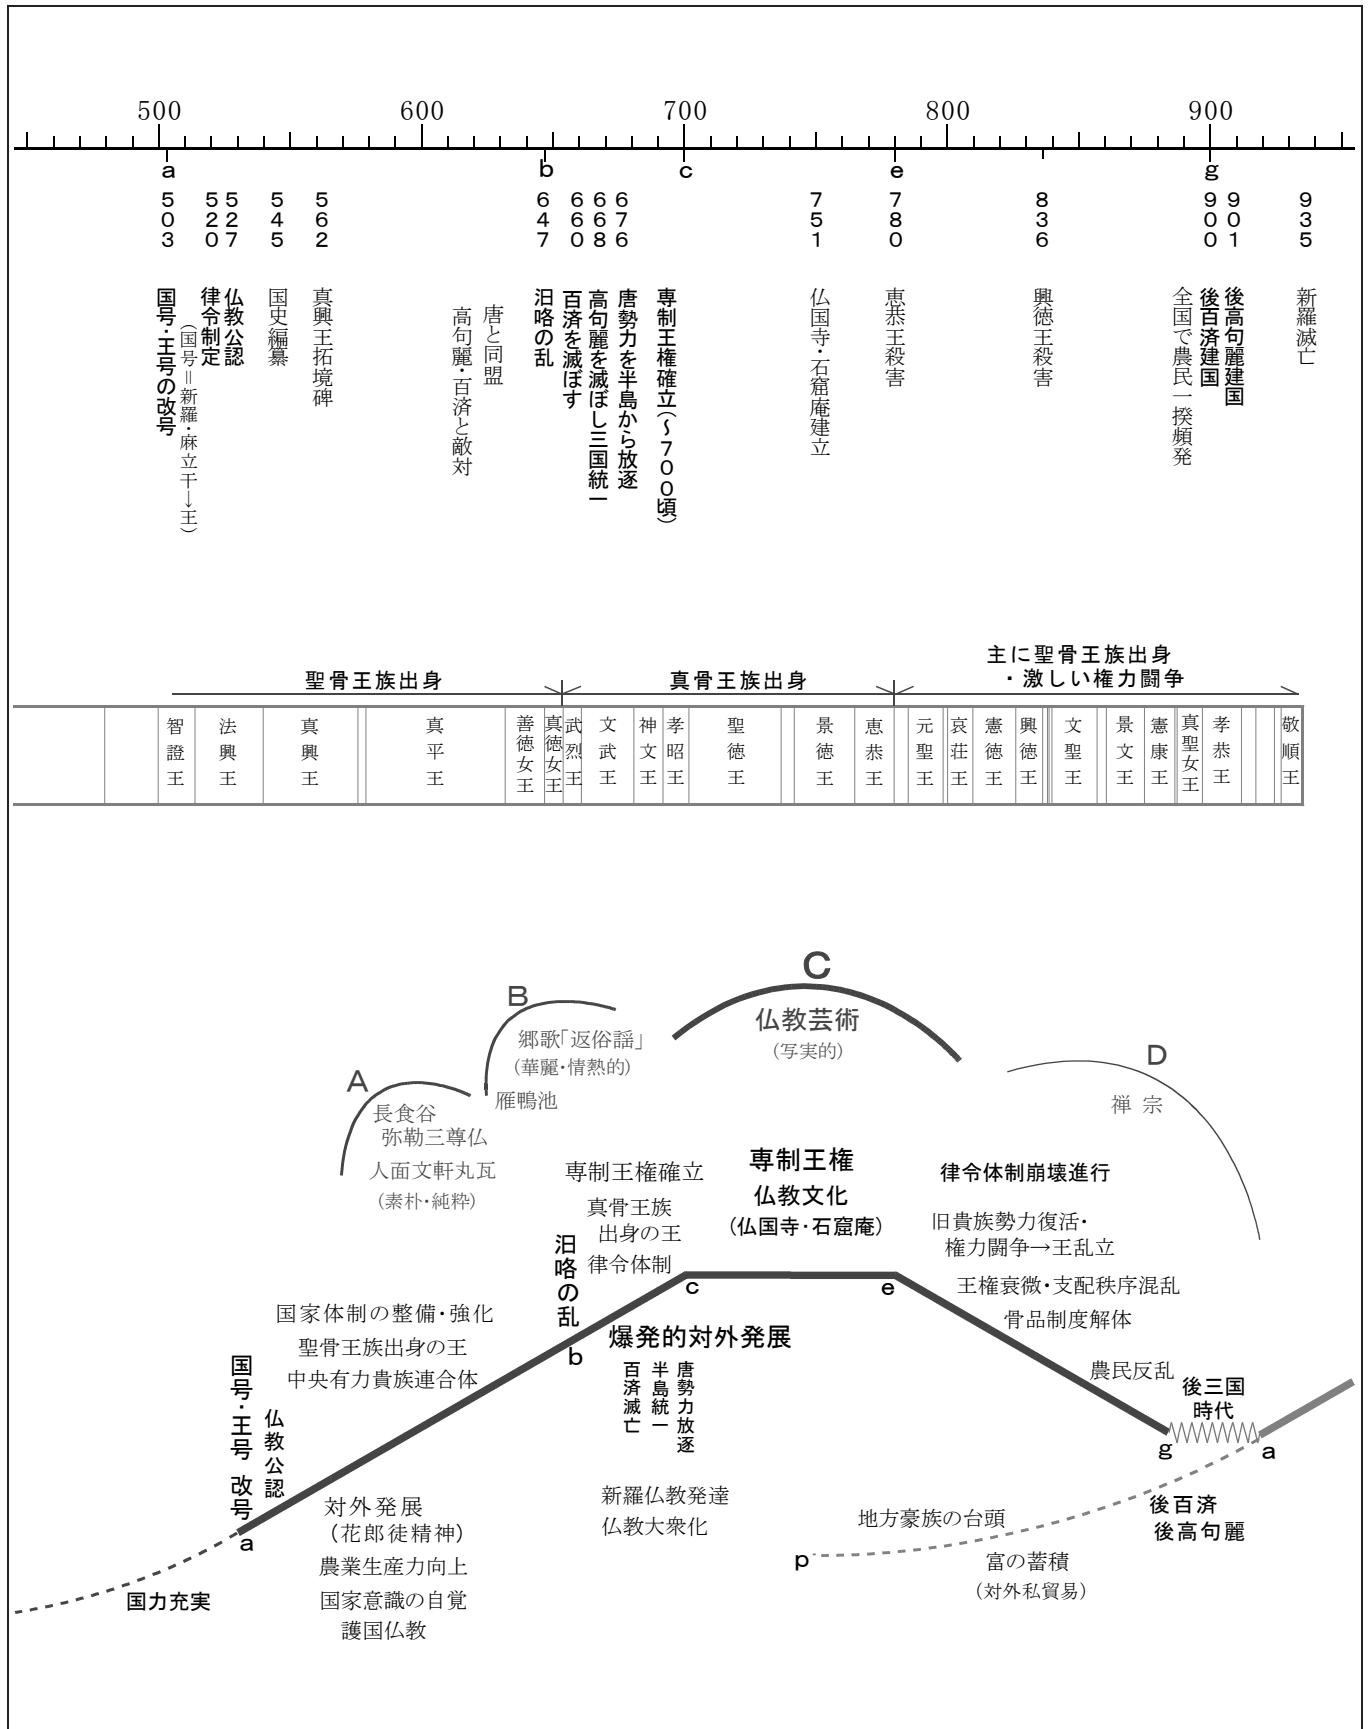 500
600
700
800
900
a
b
c
e
g
503
520
527
545
562
647
660
668
676
751
780
836
900
901
935
国号・王号の改号
（国号＝新羅・麻立干→王）
律令制定
仏教公認
国史編纂
真興王拓境碑
高句麗・百済と敵対
唐と同盟
汨咯の乱
百済を滅ぼす
高句麗を滅ぼし三国統一
唐勢力を半島から放逐
専制王権確立（～700頃）
仏国寺・石窟庵建立
恵恭王殺害
興徳王殺害
全国で農民一揆頻発
後百済建国
後高句麗建国
新羅滅亡
聖骨王族出身
真骨王族出身
主に聖骨王族出身
・激しい権力闘争
智證王
法興王
真興王
真平王
善徳女王
真徳女王
武烈王
文武王
神文王
孝昭王
聖徳王
景徳王
恵恭王
元聖王
哀荘王
憲徳王
興徳王
文聖王
景文王
憲康王
真聖女王
孝恭王
敬順王
A
長食谷
弥勒三尊仏
人面文軒丸瓦
（素朴・純粋）
B
郷歌「返俗謡」
（華麗・情熱的）
雁鴨池
C
仏教芸術
（写実的）
D
禅宗
専制王権確立
真骨王族
出身の王
律令体制
専制王権
仏教文化
（仏国寺・石窟庵）
律令体制崩壊進行
旧貴族勢力復活・
権力闘争→王乱立
王権衰微・支配秩序混乱
骨品制度解体
農民反乱
汨咯の乱
b
c
e
国家体制の整備・強化
聖骨王族出身の王
中央有力貴族連合体
爆発的対外発展
百済滅亡
半島統一
唐勢力放逐
後三国
時代
g
a
国号・王号 改号
仏教公認
a
対外発展
（花郎徒精神）
農業生産力向上
国家意識の自覚
護国仏教
国力充実
新羅仏教発達
仏教大衆化
p
地方豪族の台頭
富の蓄積
（対外私貿易）
後百済
後高句麗